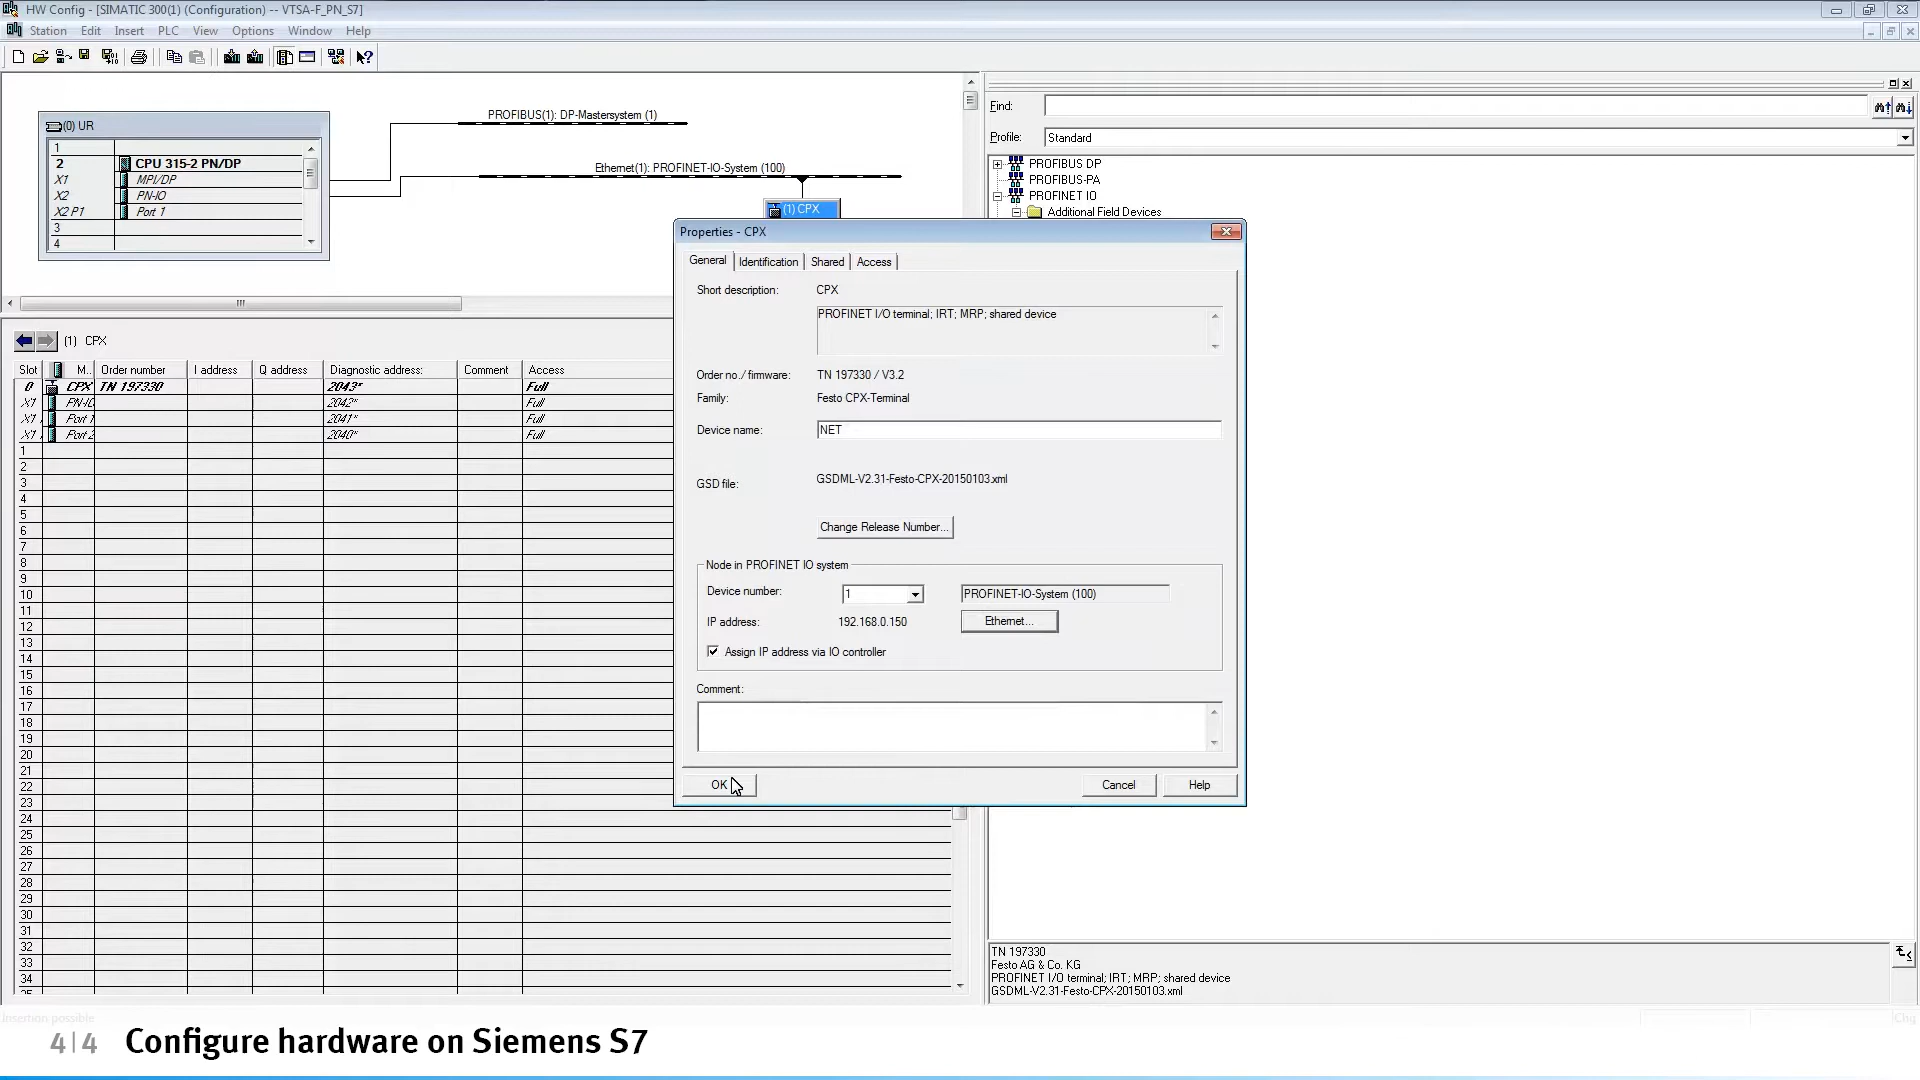 HW Config - [SIMATIC 300(1) (Configuration) -- VTSA-F_PN_S7]
Station Edit Insert PLC View Options Window Help
(0) UR
1
2 CPU 315-2 PN/DP
X1 MPI/DP
X2 PN-IO
X2 P1 Port 1
3
4
PROFIBUS(1): DP-Mastersystem (1)
Ethernet(1): PROFINET-IO-System (100)
(1) CPX
Find:
Profile: Standard
PROFIBUS DP
PROFIBUS-PA
PROFINET IO
Additional Field Devices
Properties - CPX
General Identification Shared Access
Short description: CPX
PROFINET I/O terminal; IRT; MRP; shared device
Order no./ firmware: TN 197330 / V3.2
Family: Festo CPX-Terminal
Device name: NET
GSD file: GSDML-V2.31-Festo-CPX-20150103.xml
Change Release Number...
Node in PROFINET IO system
Device number: 1 PROFINET-IO-System (100)
IP address: 192.168.0.150 Ethernet...
Assign IP address via IO controller
Comment:
OK Cancel Help
(1) CPX
Slot M.. Order number I address Q address Diagnostic address: Comment Access
0 CPX TN 197330 2043* Full
X1 PN-IO 2042* Full
X1 Port 1 2041* Full
X1 Port 2 2040* Full
1
2
3
4
5
6
7
8
9
10
11
12
13
14
15
16
17
18
19
20
21
22
23
24
25
26
27
28
29
30
31
32
33
34
TN 197330
Festo AG & Co. KG
PROFINET I/O terminal; IRT; MRP; shared device
GSDML-V2.31-Festo-CPX-20150103.xml
Insertion possible
Chg
4|4 Configure hardware on Siemens S7